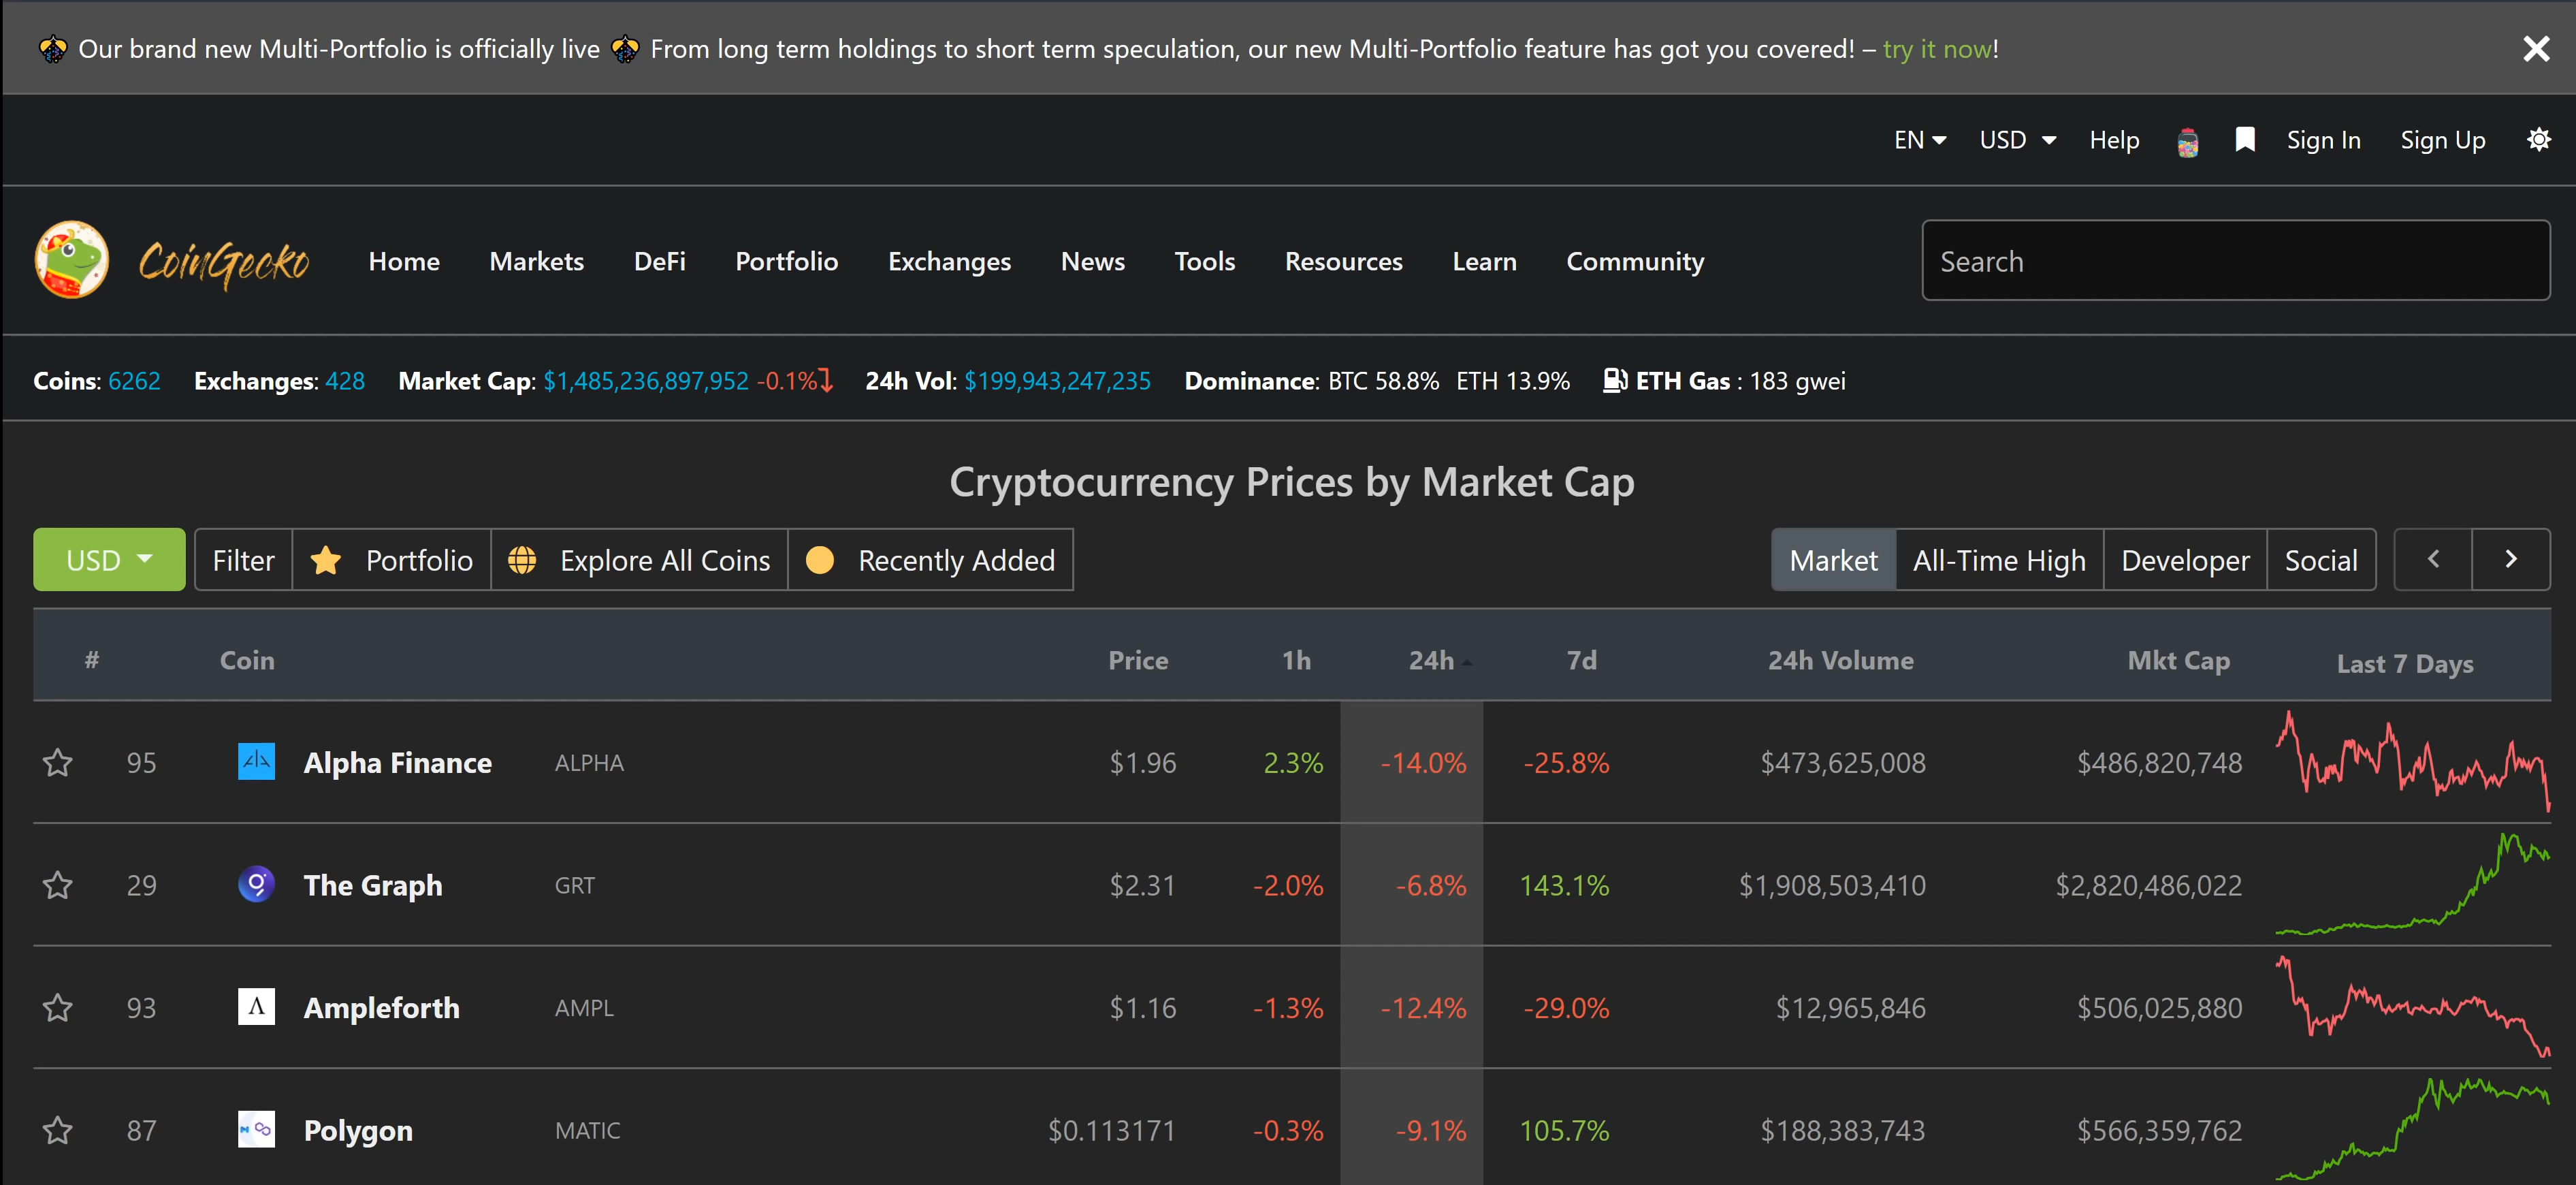 Our brand new Multi-Portfolio is officially live From long term holdings to short term speculation, our new Multi-Portfolio feature has got you covered! – try it now!
EN USD Help Sign In Sign Up
CoinGecko Home Markets DeFi Portfolio Exchanges News Tools Resources Learn Community Search
Coins: 6262 Exchanges: 428 Market Cap: $1,485,236,897,952 -0.1% 24h Vol: $199,943,247,235 Dominance: BTC 58.8% ETH 13.9% ETH Gas : 183 gwei
Cryptocurrency Prices by Market Cap
USD Filter Portfolio Explore All Coins Recently Added Market All-Time High Developer Social
# Coin Price 1h 24h 7d 24h Volume Mkt Cap Last 7 Days
95 Alpha Finance ALPHA $1.96 2.3% -14.0% -25.8% $473,625,008 $486,820,748
29 The Graph GRT $2.31 -2.0% -6.8% 143.1% $1,908,503,410 $2,820,486,022
93 Ampleforth AMPL $1.16 -1.3% -12.4% -29.0% $12,965,846 $506,025,880
87 Polygon MATIC $0.113171 -0.3% -9.1% 105.7% $188,383,743 $566,359,762